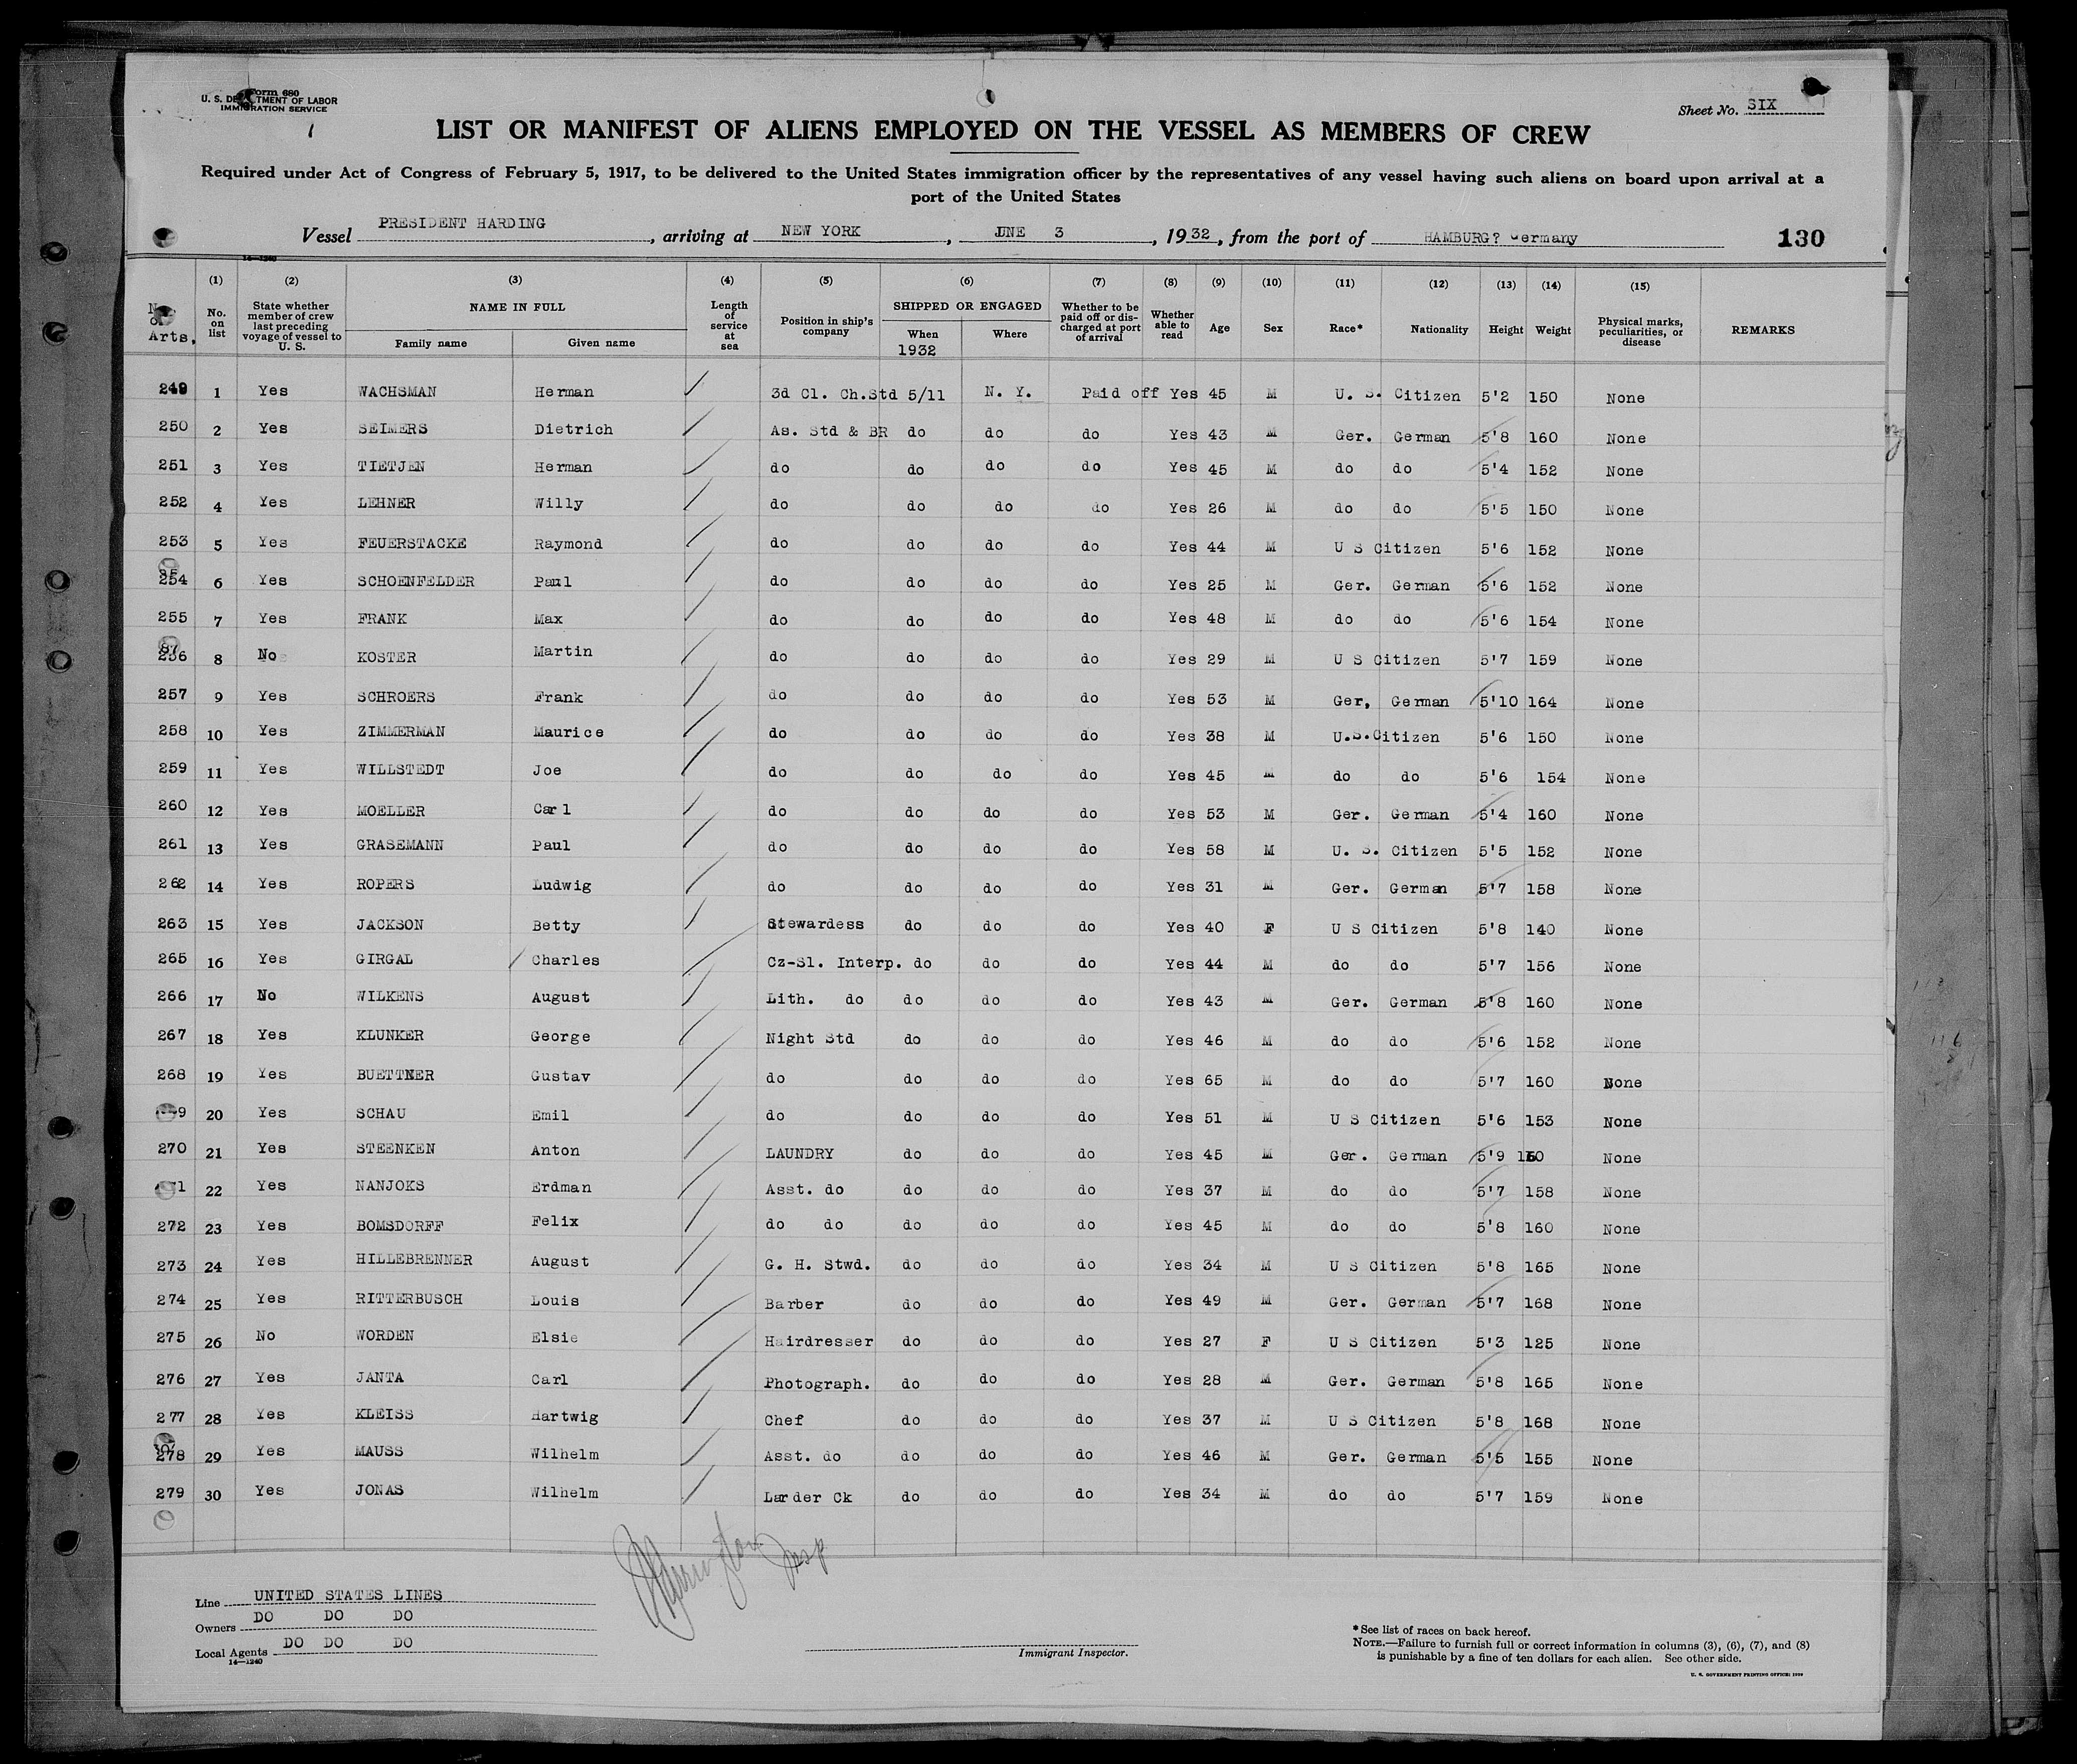 Form 680
U. S. DEPARTMENT OF LABOR
IMMIGRATION SERVICE
Sheet No. SIX
LIST OR MANIFEST OF ALIENS EMPLOYED ON THE VESSEL AS MEMBERS OF CREW
Required under Act of Congress of February 5, 1917, to be delivered to the United States immigration officer by the representatives of any vessel having such aliens on board upon arrival at a
port of the United States
Vessel PRESIDENT HARDING, arriving at NEW YORK, JUNE 3, 1932, from the port of HAMBURG? Germany 130
(1) (2) (3) (4) (5) (6) (7) (8) (9) (10) (11) (12) (13) (14) (15)
No. of Arts. No. on list State whether member of crew last preceding voyage of vessel to U. S. NAME IN FULL Family name Given name Length of service at sea Position in ship's company SHIPPED OR ENGAGED When 1932 Where Whether to be paid off or discharged at port of arrival Whether able to read Age Sex Race* Nationality Height Weight Physical marks, peculiarities, or disease REMARKS
249 1 Yes WACHSMAN Herman 3d Cl. Ch.Std 5/11 N. Y. Paid off Yes 45 M U. S. Citizen 5'2 150 None
250 2 Yes SEIMERS Dietrich As. Std & BR do do do Yes 43 M Ger. German 5'8 160 None
251 3 Yes TIETJEN Herman do do do do Yes 45 M do do 5'4 152 None
252 4 Yes LEHNER Willy do do do do Yes 26 M do do 5'5 150 None
253 5 Yes FEUERSTACKE Raymond do do do do Yes 44 M U S Citizen 5'6 152 None
254 6 Yes SCHOENFELDER Paul do do do do Yes 25 M Ger. German 5'6 152 None
255 7 Yes FRANK Max do do do do Yes 48 M do do 5'6 154 None
256 8 No KOSTER Martin do do do do Yes 29 M U S Citizen 5'7 159 None
257 9 Yes SCHROERS Frank do do do do Yes 53 M Ger, German 5'10 164 None
258 10 Yes ZIMMERMAN Maurice do do do do Yes 38 M U.S.Citizen 5'6 150 None
259 11 Yes WILLSTEDT Joe do do do do Yes 45 M do do 5'6 154 None
260 12 Yes MOELLER Carl do do do do Yes 53 M Ger. German 5'4 160 None
261 13 Yes GRASEMANN Paul do do do do Yes 58 M U. S. Citizen 5'5 152 None
262 14 Yes ROPERS Ludwig do do do do Yes 31 M Ger. German 5'7 158 None
263 15 Yes JACKSON Betty Stewardess do do do Yes 40 F U S Citizen 5'8 140 None
265 16 Yes GIRGAL Charles Cz-Sl. Interp. do do do Yes 44 M do do 5'7 156 None
266 17 No WILKENS August Lith. do do do do Yes 43 M Ger. German 5'8 160 None
267 18 Yes KLUNKER George Night Std do do do Yes 46 M do do 5'6 152 None
268 19 Yes BUETTNER Gustav do do do do Yes 65 M do do 5'7 160 None
9 20 Yes SCHAU Emil do do do do Yes 51 M U S Citizen 5'6 153 None
270 21 Yes STEENKEN Anton LAUNDRY do do do Yes 45 M Ger. German 5'9 None
1 22 Yes NANJOKS Erdman Asst. do do do do Yes 37 M do do 5'7 158 None
272 23 Yes BOMSDORFF Felix do do do do do Yes 45 M do do 5'8 160 None
273 24 Yes HILLEBRENNER August G. H. Stwd. do do do Yes 34 M U S Citizen 5'8 165 None
274 25 Yes RITTERBUSCH Louis Barber do do do Yes 49 M Ger. German 5'7 168 None
275 26 No WORDEN Elsie Hairdresser do do do Yes 27 F U S Citizen 5'3 125 None
276 27 Yes JANTA Carl Photograph. do do do Yes 28 M Ger. German 5'8 165 None
277 28 Yes KLEISS Hartwig Chef do do do Yes 37 M U S Citizen 5'8 168 None
278 29 Yes MAUSS Wilhelm Asst. do do do do Yes 46 M Ger. German 5'5 155 None
279 30 Yes JONAS Wilhelm Larder Ck do do do Yes 34 M do do 5'7 159 None
Insp
Line UNITED STATES LINES
Owners DO DO DO
Local Agents DO DO DO
14—1240
Immigrant Inspector.
*See list of races on back hereof.
NOTE.—Failure to furnish full or correct information in columns (3), (6), (7), and (8)
is punishable by a fine of ten dollars for each alien. See other side.
U. S. GOVERNMENT PRINTING OFFICE: 1929